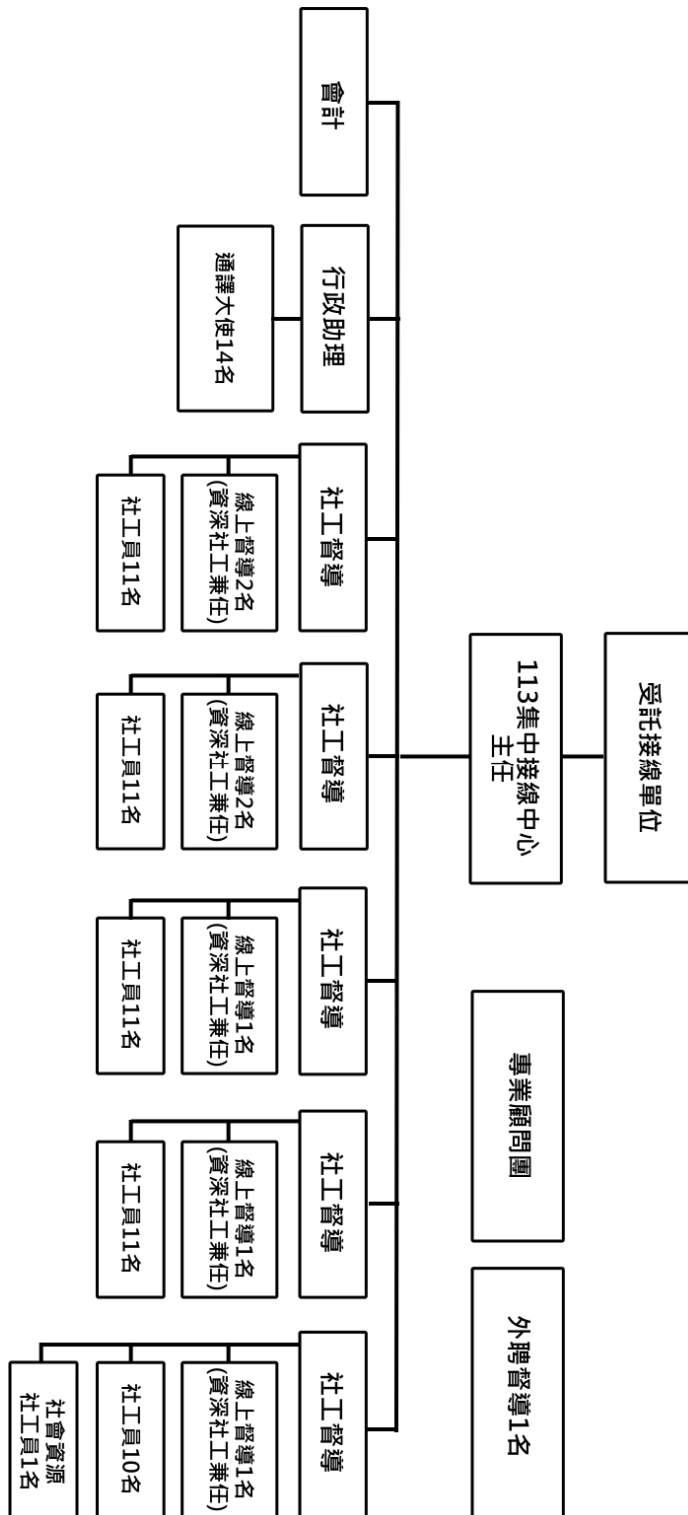 受託接線單位
113集中接線中心
主任
專業顧問團
外聘督導1名
會計
行政助理
通譯大使14名
社工督導
線上督導2名
(資深社工兼任)
社工員11名
社工督導
線上督導2名
(資深社工兼任)
社工員11名
社工督導
線上督導1名
(資深社工兼任)
社工員11名
社工督導
線上督導1名
(資深社工兼任)
社工員11名
社工督導
線上督導1名
(資深社工兼任)
社工員10名
社會資源
社工員1名